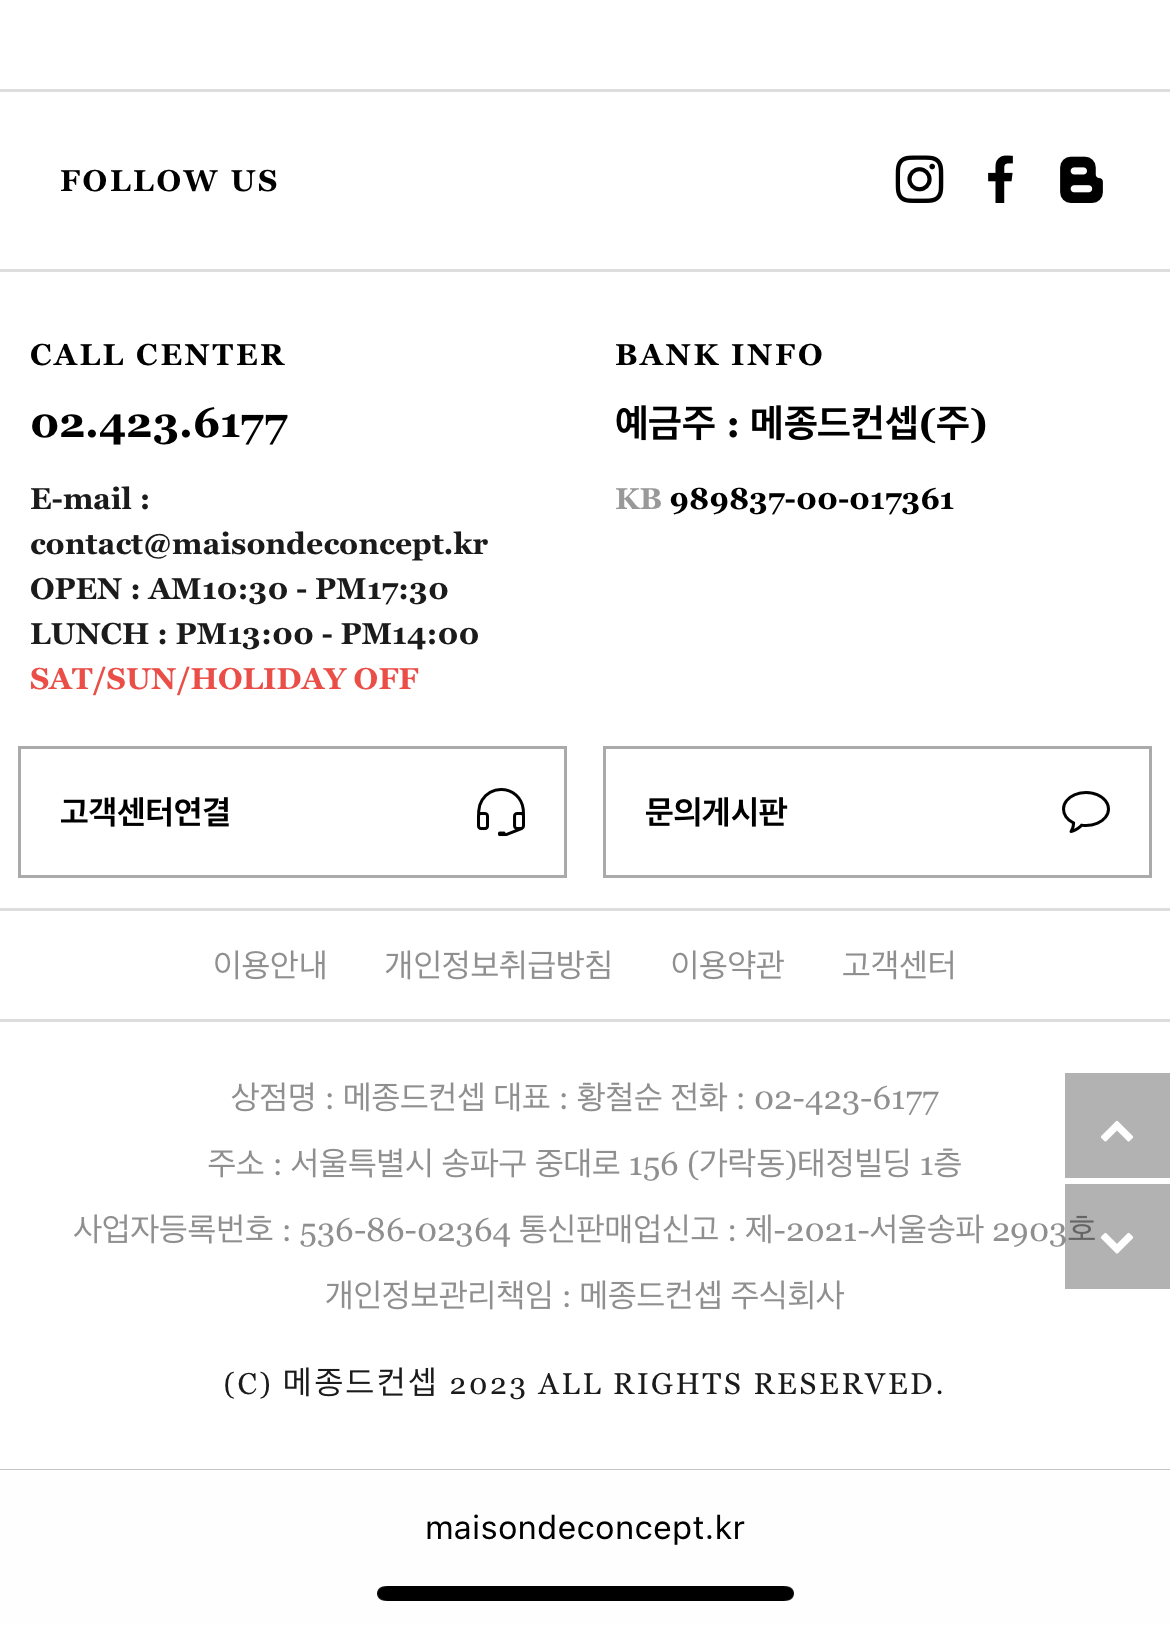 FOLLOW US
CALL CENTER
02.423.6177
E-mail :
contact@maisondeconcept.kr
OPEN : AM10:30 - PM17:30
LUNCH : PM13:00 - PM14:00
SAT/SUN/HOLIDAY OFF
BANK INFO
예금주 : 메종드컨셉(주)
KB 989837-00-017361
고객센터연결
문의게시판
이용안내 개인정보취급방침 이용약관 고객센터
상점명 : 메종드컨셉 대표 : 황철순 전화 : 02-423-6177
주소 : 서울특별시 송파구 중대로 156 (가락동)태정빌딩 1층
사업자등록번호 : 536-86-02364 통신판매업신고 : 제-2021-서울송파 2903호
개인정보관리책임 : 메종드컨셉 주식회사
(C) 메종드컨셉 2023 ALL RIGHTS RESERVED.
maisondeconcept.kr